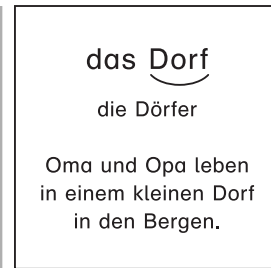 das Dorf
die Dörfer
Oma und Opa leben
in einem kleinen Dorf
in den Bergen.